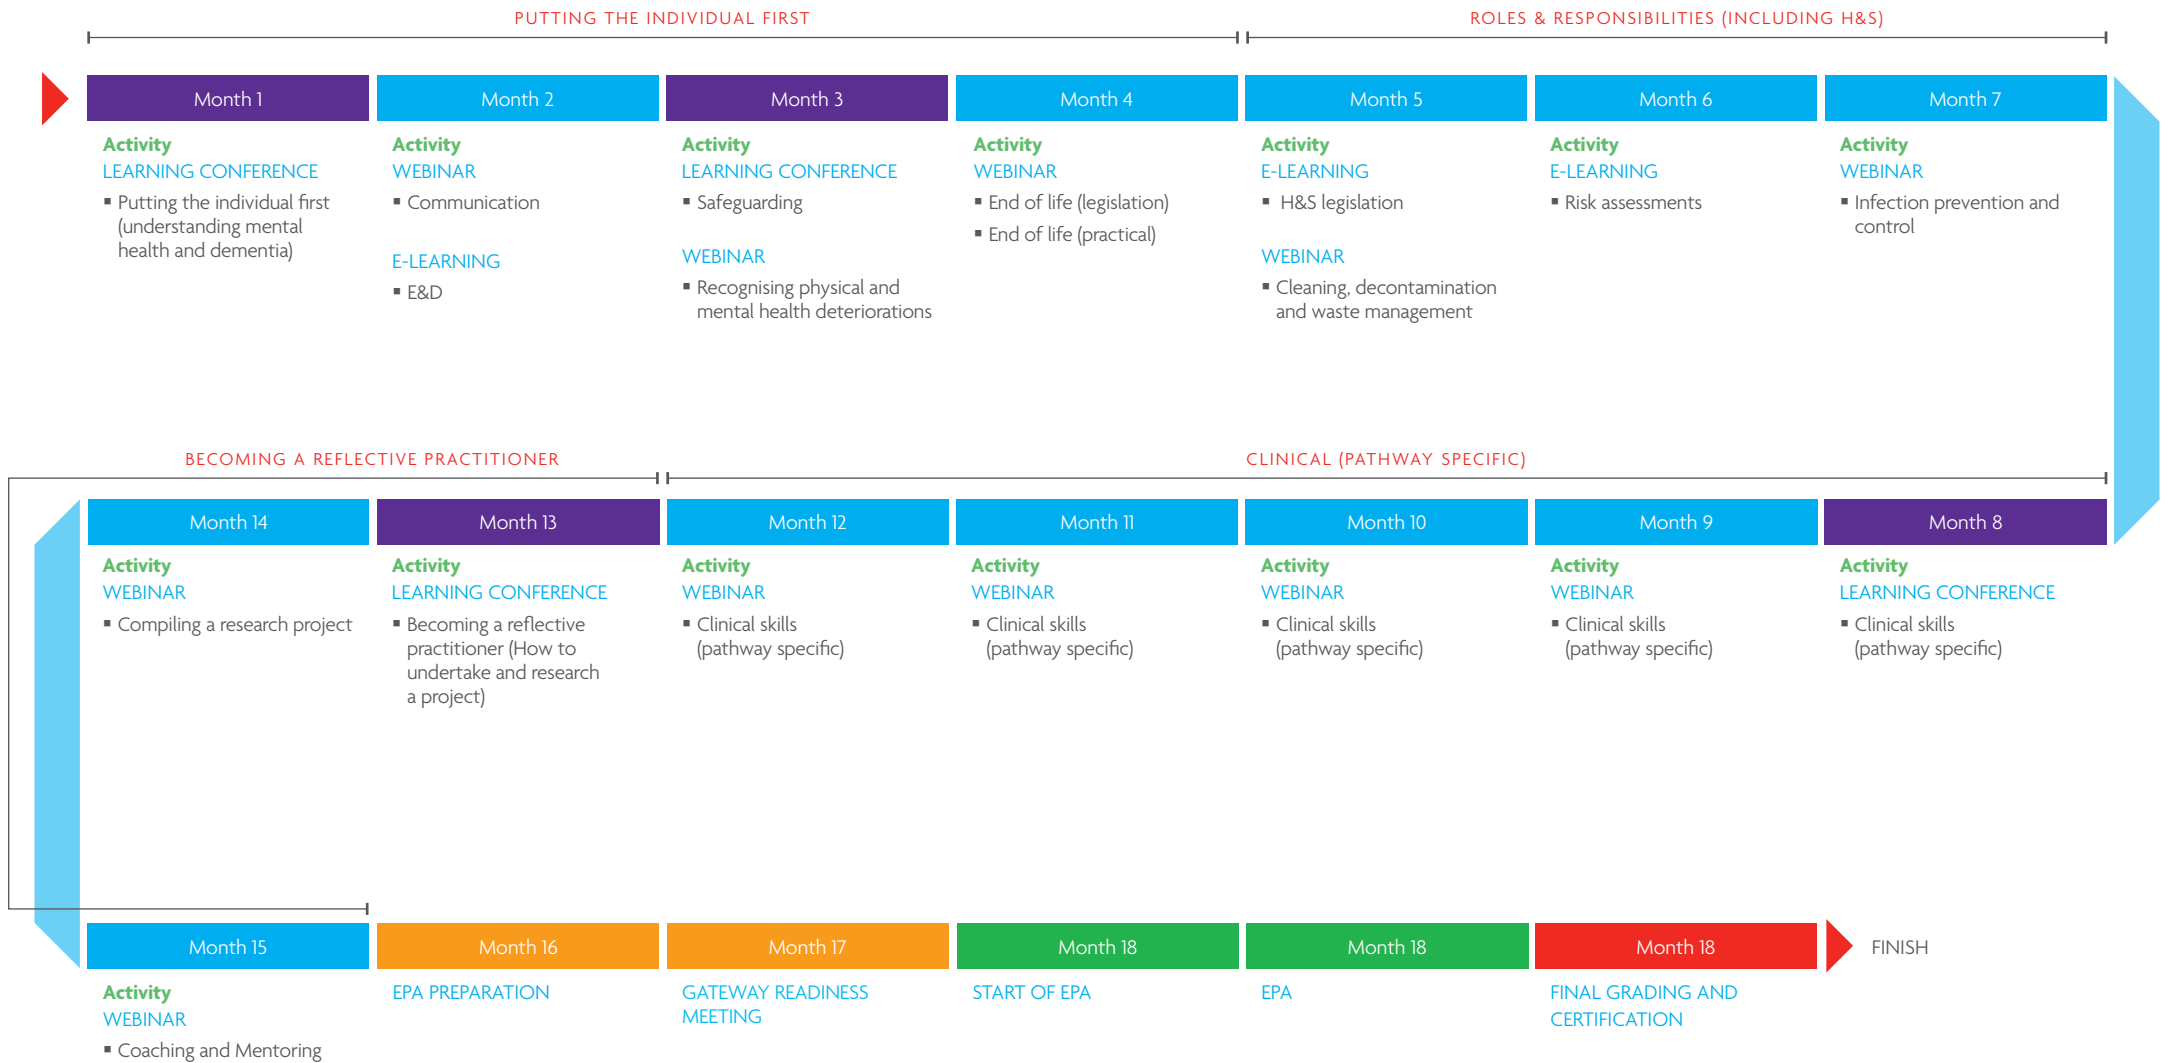 PUTTING THE INDIVIDUAL FIRST
ROLES & RESPONSIBILITIES (INCLUDING H&S)
Month 1
Activity
LEARNING CONFERENCE
▪ Putting the individual first
(understanding mental
health and dementia)
Month 2
Activity
WEBINAR
▪ Communication
E-LEARNING
▪ E&D
Month 3
Activity
LEARNING CONFERENCE
▪ Safeguarding
WEBINAR
▪ Recognising physical and
mental health deteriorations
Month 4
Activity
WEBINAR
▪ End of life (legislation)
▪ End of life (practical)
Month 5
Activity
E-LEARNING
▪ H&S legislation
WEBINAR
▪ Cleaning, decontamination
and waste management
Month 6
Activity
E-LEARNING
▪ Risk assessments
Month 7
Activity
WEBINAR
▪ Infection prevention and
control
CLINICAL (PATHWAY SPECIFIC)
Month 8
Activity
LEARNING CONFERENCE
▪ Clinical skills
(pathway specific)
Month 9
Activity
WEBINAR
▪ Clinical skills
(pathway specific)
Month 10
Activity
WEBINAR
▪ Clinical skills
(pathway specific)
Month 11
Activity
WEBINAR
▪ Clinical skills
(pathway specific)
Month 12
Activity
WEBINAR
▪ Clinical skills
(pathway specific)
BECOMING A REFLECTIVE PRACTITIONER
Month 13
Activity
LEARNING CONFERENCE
▪ Becoming a reflective
practitioner (How to
undertake and research
a project)
Month 14
Activity
WEBINAR
▪ Compiling a research project
Month 15
Activity
WEBINAR
▪ Coaching and Mentoring
Month 16
EPA PREPARATION
Month 17
GATEWAY READINESS
MEETING
Month 18
START OF EPA
Month 18
EPA
Month 18
FINAL GRADING AND
CERTIFICATION
FINISH